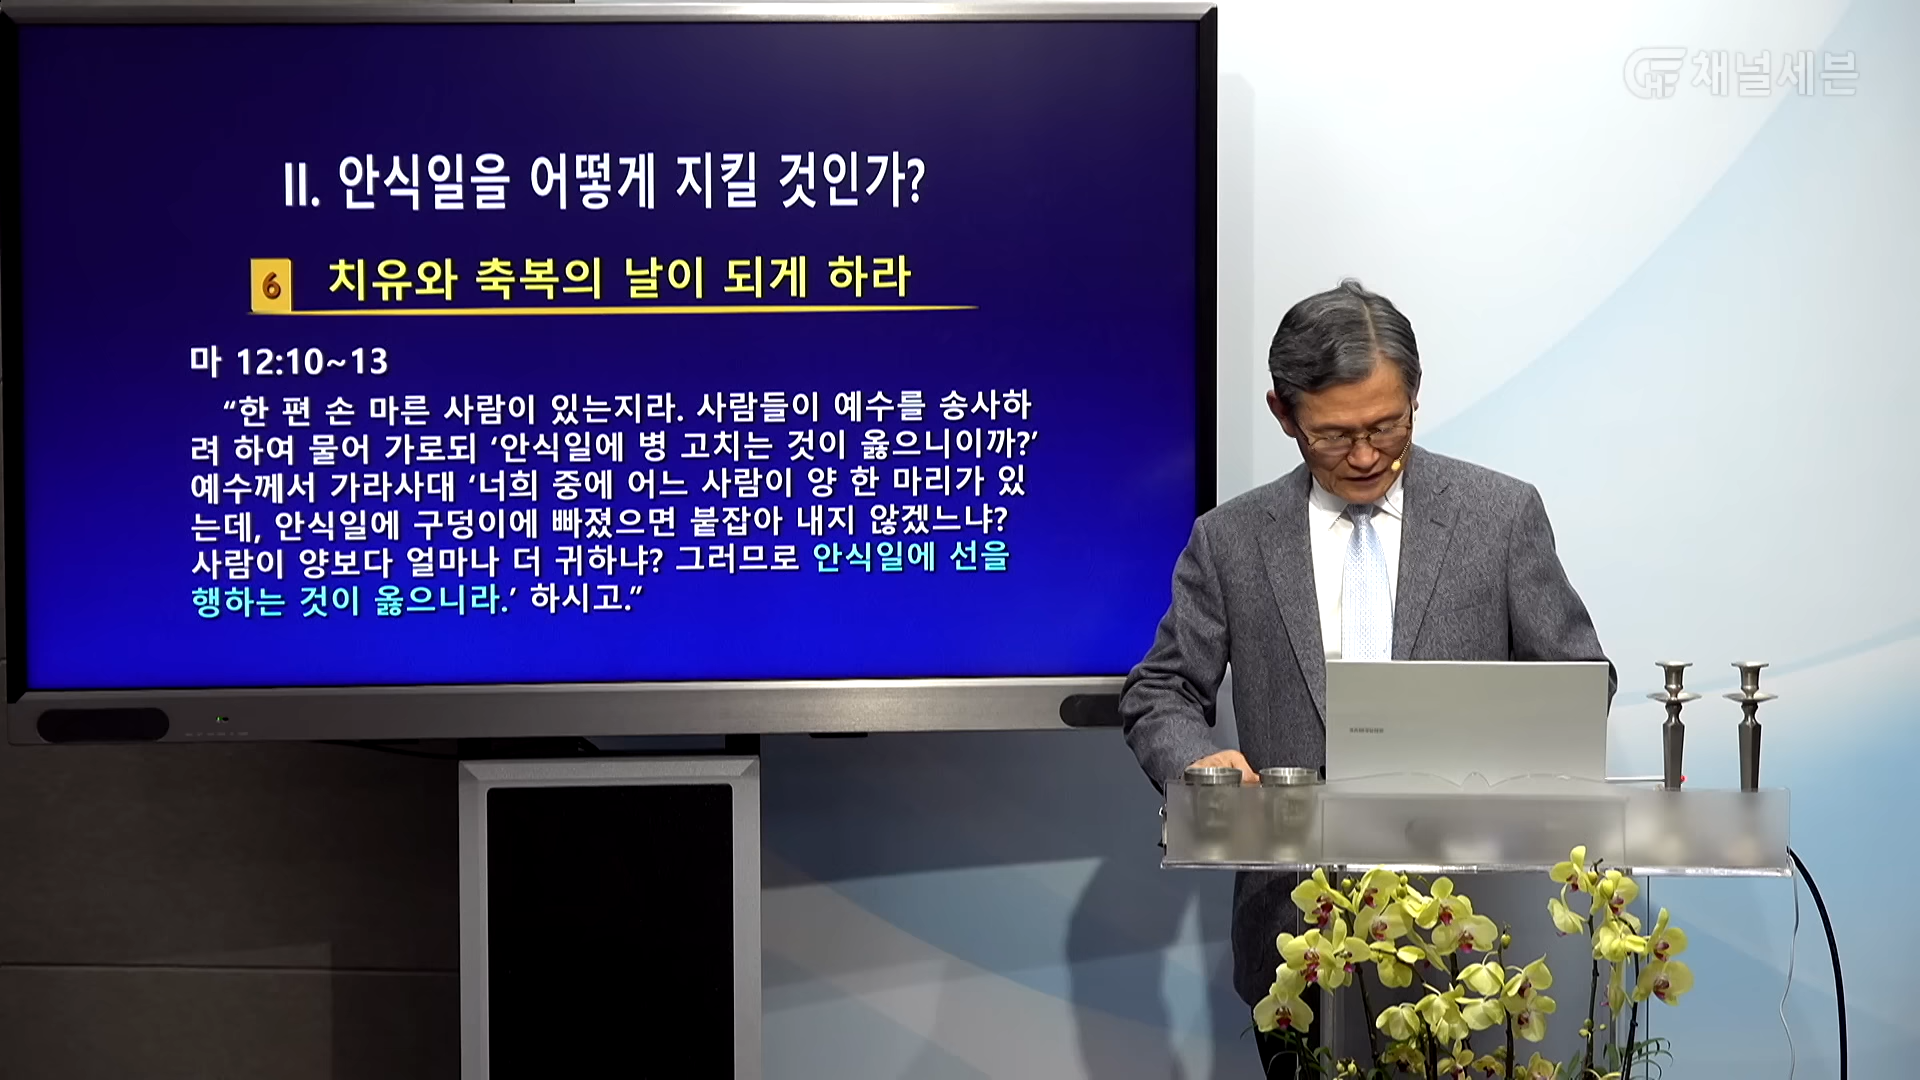 채널세븐
II. 안식일을 어떻게 지킬 것인가?
6 치유와 축복의 날이 되게 하라
마 12:10~13
“한 편 손 마른 사람이 있는지라. 사람들이 예수를 송사하
려 하여 물어 가로되 ‘안식일에 병 고치는 것이 옳으니이까?’
예수께서 가라사대 ‘너희 중에 어느 사람이 양 한 마리가 있
는데, 안식일에 구덩이에 빠졌으면 붙잡아 내지 않겠느냐?
사람이 양보다 얼마나 더 귀하냐? 그러므로 안식일에 선을
행하는 것이 옳으니라.’ 하시고.”
SAMSUNG